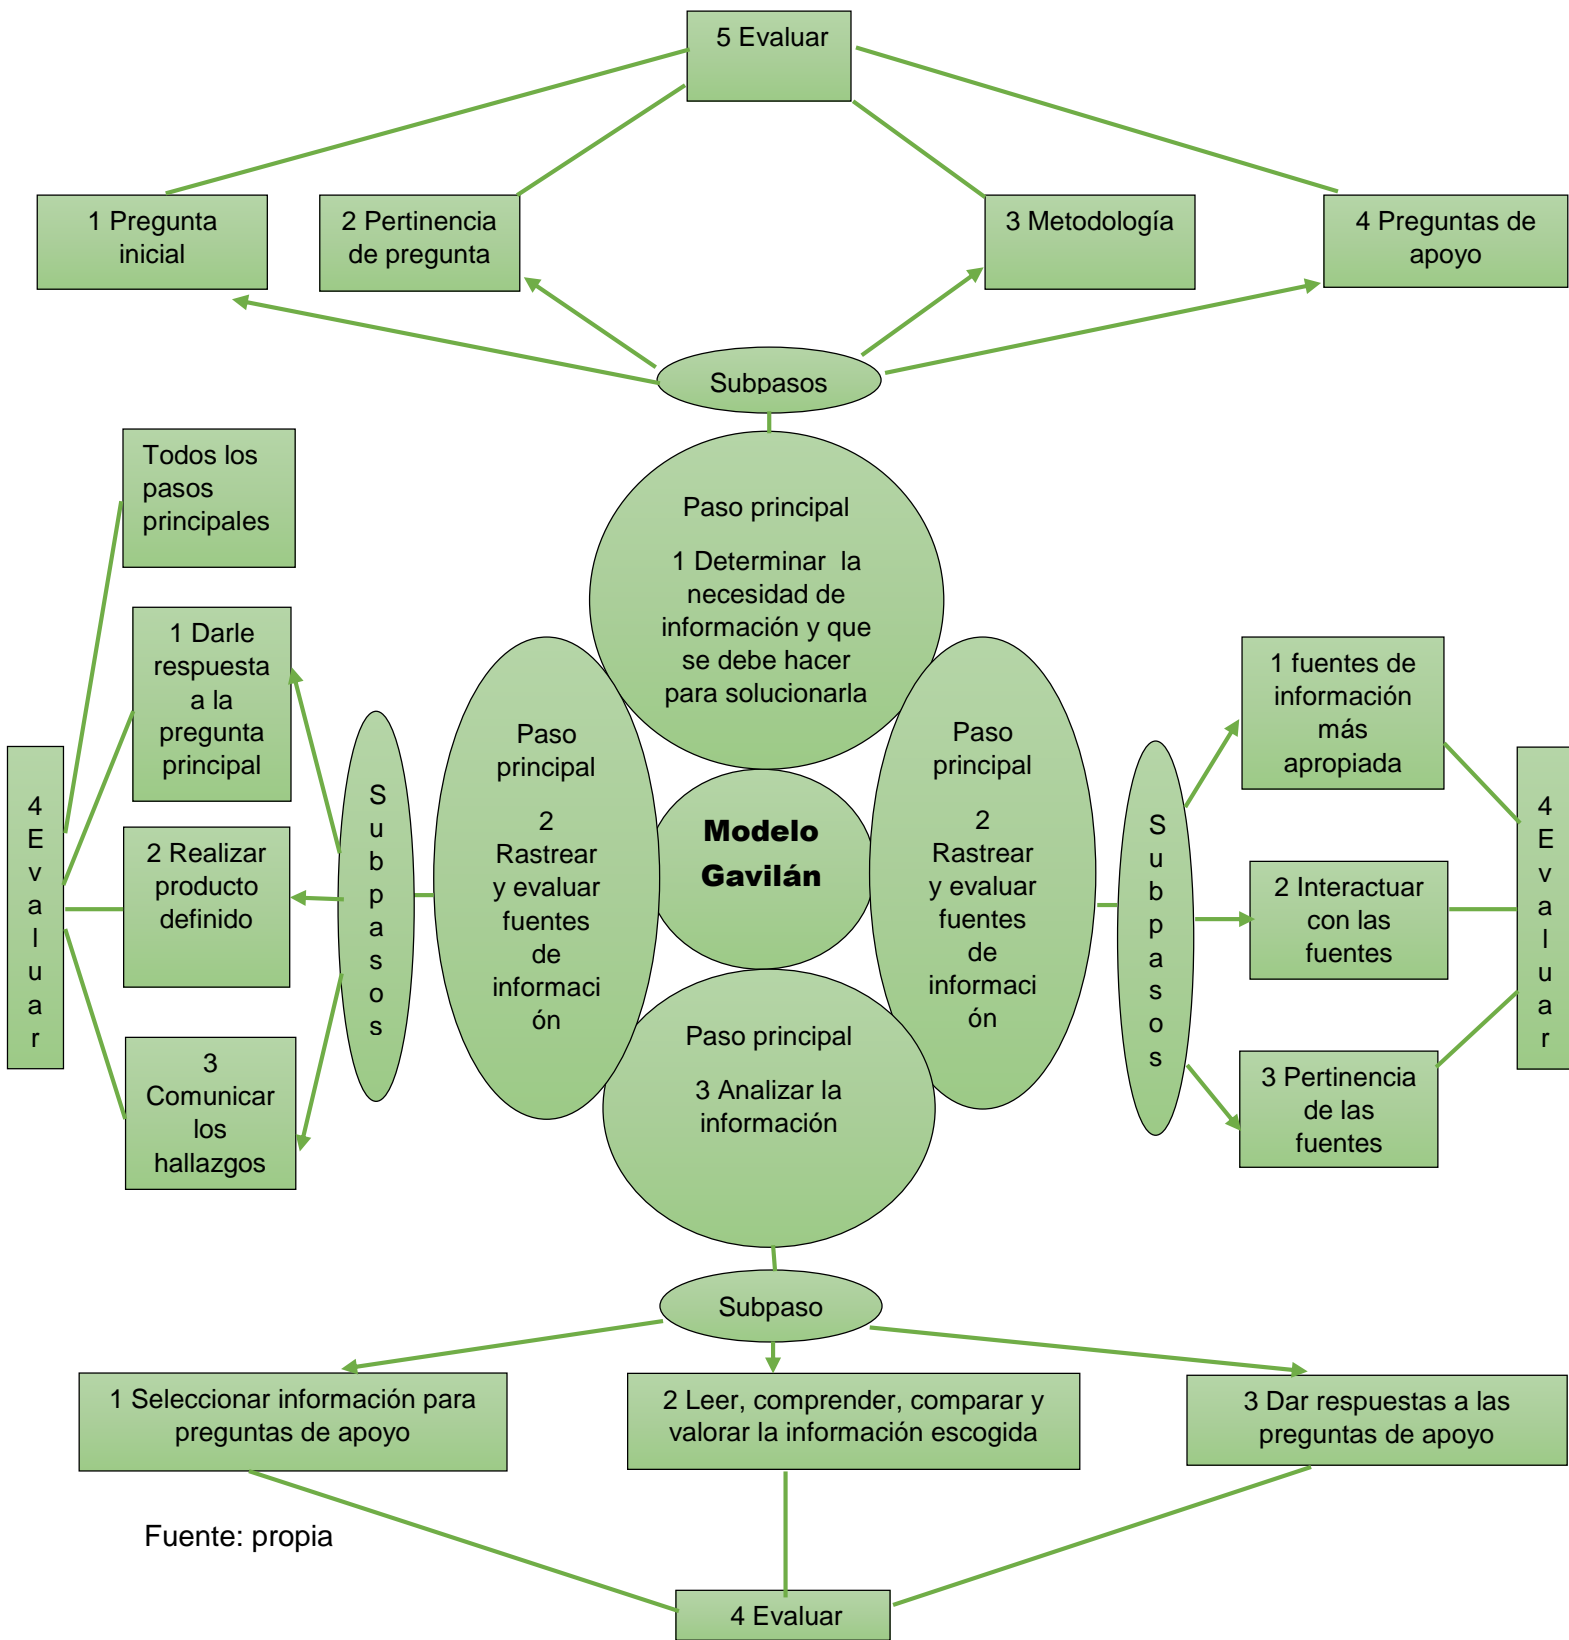 5 Evaluar
1 Pregunta
inicial
2 Pertinencia
de pregunta
3 Metodología
4 Preguntas de
apoyo
Subpasos
Paso principal
1 Determinar la
necesidad de
información y que
se debe hacer
para solucionarla
Todos los
pasos
principales
1 Darle
respuesta
a la
pregunta
principal
2 Realizar
producto
definido
3
Comunicar
los
hallazgos
4
E
v
a
l
u
a
r
S
u
b
p
a
s
o
s
Paso
principal
2
Rastrear
y evaluar
fuentes
de
informaci
ón
Modelo
Gavilán
Paso
principal
2
Rastrear
y evaluar
fuentes
de
informaci
ón
S
u
b
p
a
s
o
s
1 fuentes de
información
más
apropiada
2 Interactuar
con las
fuentes
3 Pertinencia
de las
fuentes
4
E
v
a
l
u
a
r
Paso principal
3 Analizar la
información
Subpaso
1 Seleccionar información para
preguntas de apoyo
2 Leer, comprender, comparar y
valorar la información escogida
3 Dar respuestas a las
preguntas de apoyo
Fuente: propia
4 Evaluar